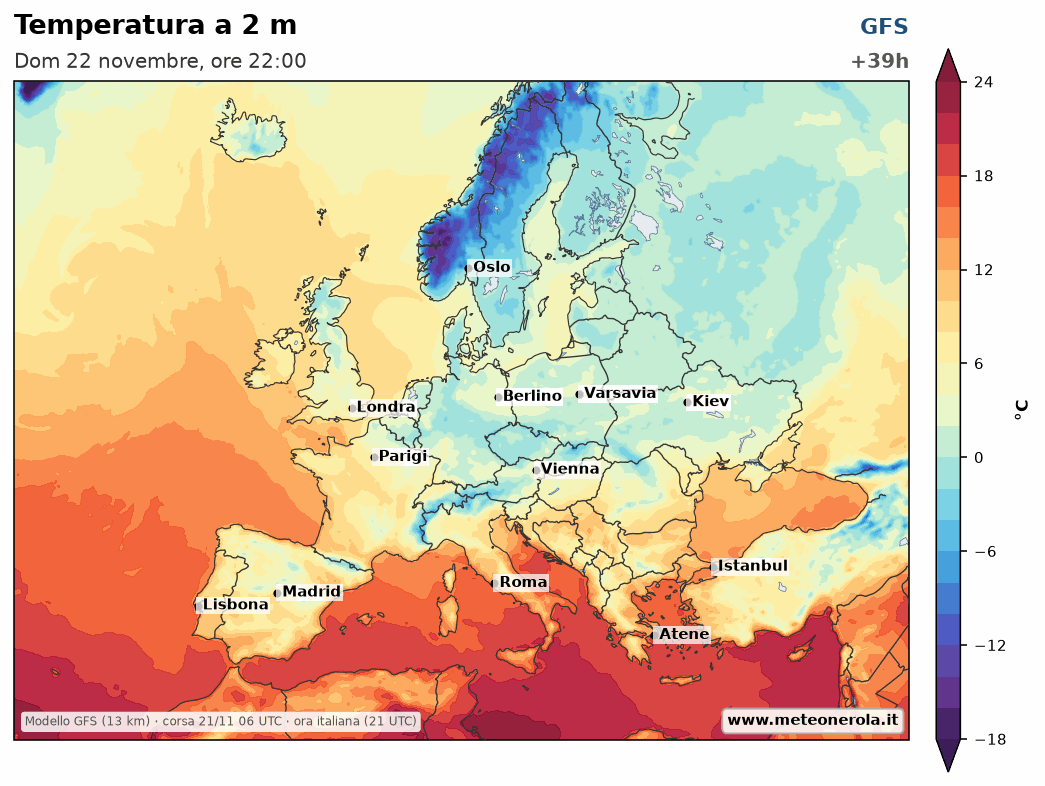 Temperatura a 2 m
GFS
Dom 22 novembre, ore 22:00
+39h
24
18
12
6
0
−6
−12
−18
°C
Oslo
Londra
Berlino
Varsavia
Kiev
Parigi
Vienna
Istanbul
Roma
Madrid
Lisbona
Atene
Modello GFS (13 km) · corsa 21/11 06 UTC · ora italiana (21 UTC)
www.meteonerola.it